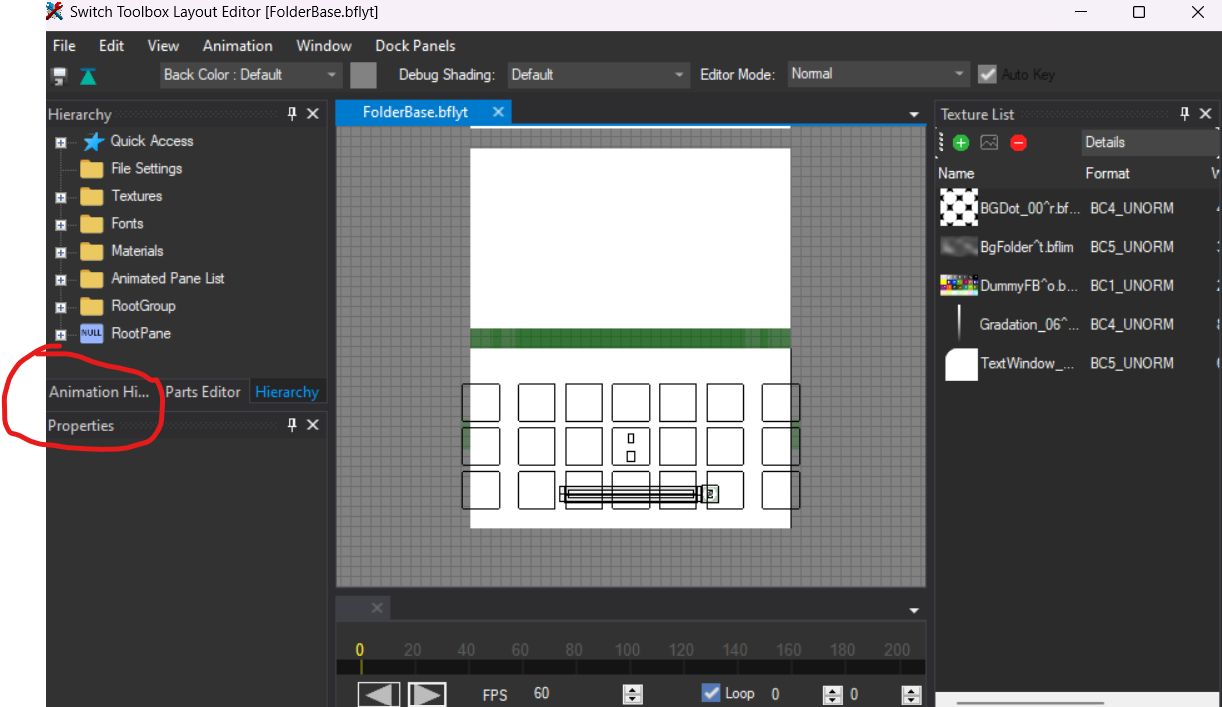 Switch Toolbox Layout Editor [FolderBase.bflyt]
File Edit View Animation Window Dock Panels
Back Color : Default Debug Shading: Default Editor Mode: Normal Auto Key
Hierarchy
Quick Access
File Settings
Textures
Fonts
Materials
Animated Pane List
RootGroup
NULL RootPane
Animation Hi... Parts Editor Hierarchy
Properties
FolderBase.bflyt
0 20 40 60 80 100 120 140 160 180 200
FPS 60 Loop 0 0
Texture List
Details
Name Format
BGDot_00^r.bf... BC4_UNORM
BgFolder^t.bflim BC5_UNORM
DummyFB^o.b... BC1_UNORM
Gradation_06^... BC4_UNORM
TextWindow_... BC5_UNORM